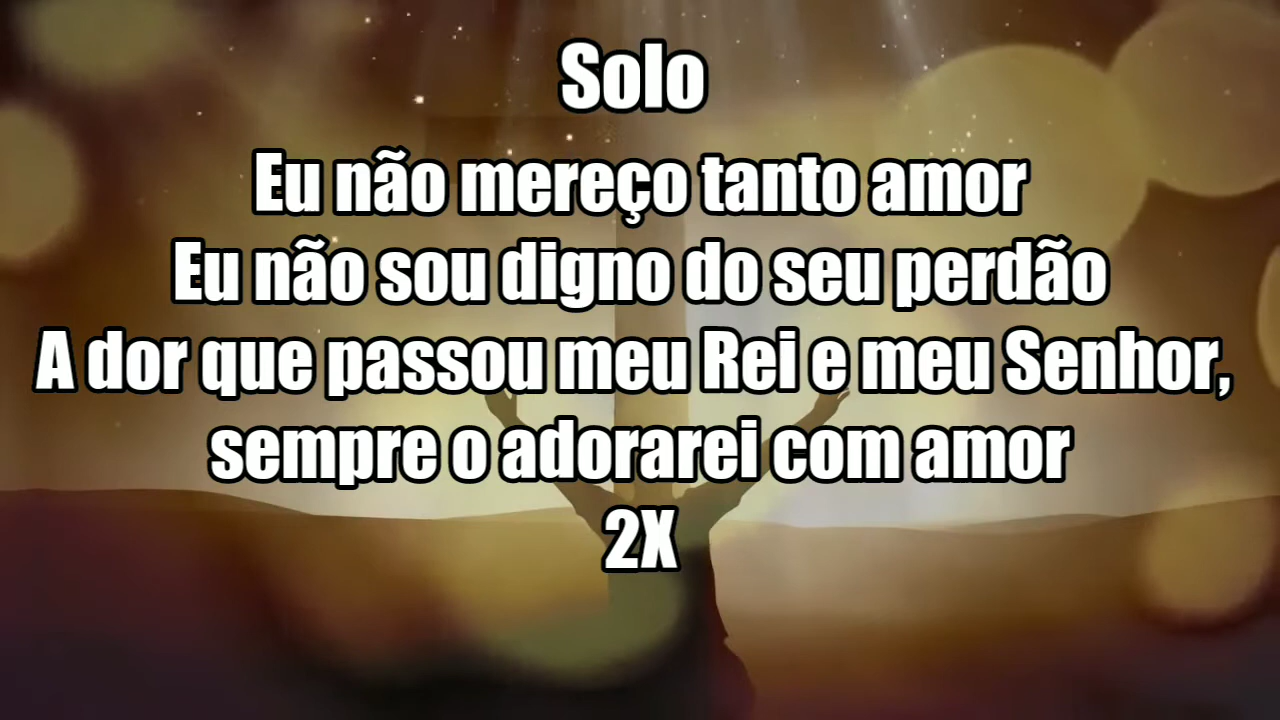 Solo
Eu não mereço tanto amor
Eu não sou digno do seu perdão
A dor que passou meu Rei e meu Senhor,
sempre o adorarei com amor
2X